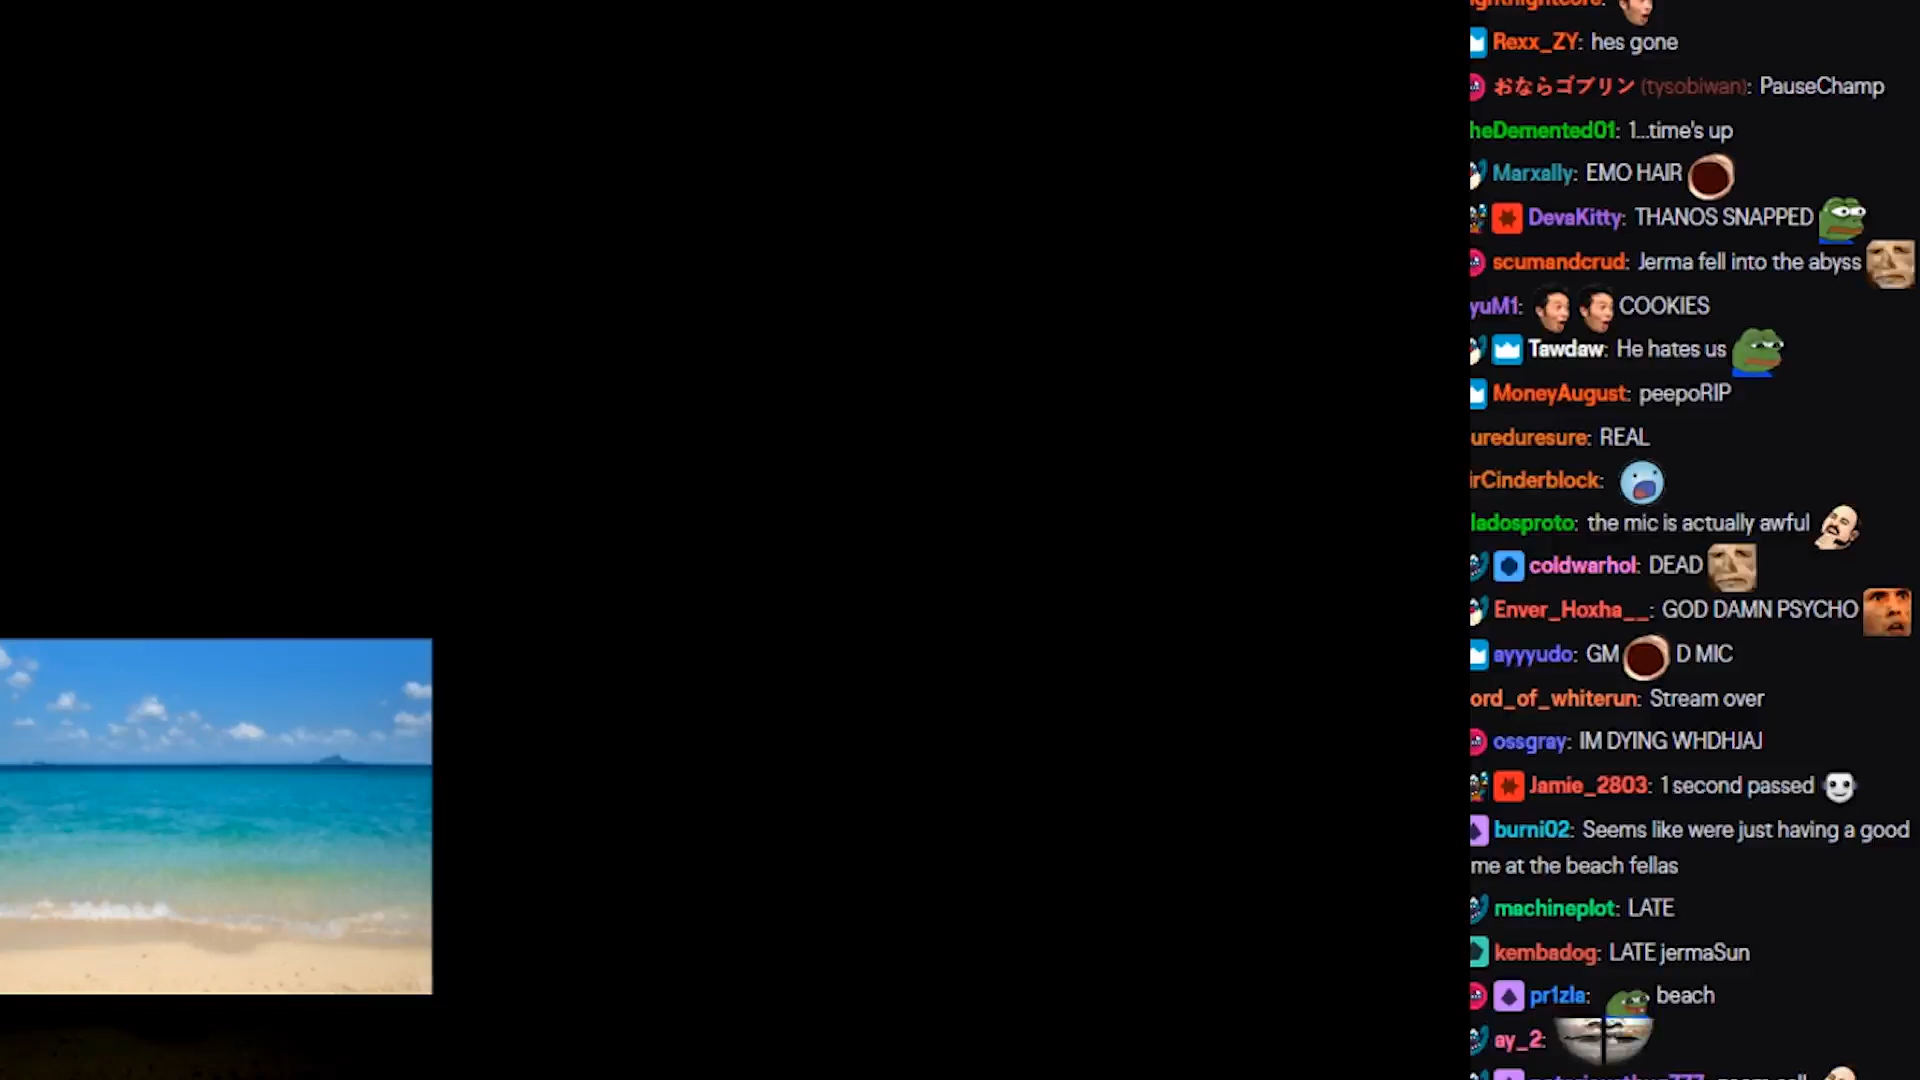 Rexx_ZY: hes gone
おならゴブリン (tysobiwan): PauseChamp
heDemented01: 1...time's up
Marxally: EMO HAIR
DevaKitty: THANOS SNAPPED
scumandcrud: Jerma fell into the abyss
yuM1: COOKIES
Tawdaw: He hates us
MoneyAugust: peepoRIP
ureduresure: REAL
irCinderblock:
ladosproto: the mic is actually awful
coldwarhol: DEAD
Enver_Hoxha__: GOD DAMN PSYCHO
ayyyudo: GM D MIC
ord_of_whiterun: Stream over
ossgray: IM DYING WHDHJAJ
Jamie_2803: 1 second passed
burni02: Seems like were just having a good
me at the beach fellas
machineplot: LATE
kembadog: LATE jermaSun
pr1zla: beach
ay_2: